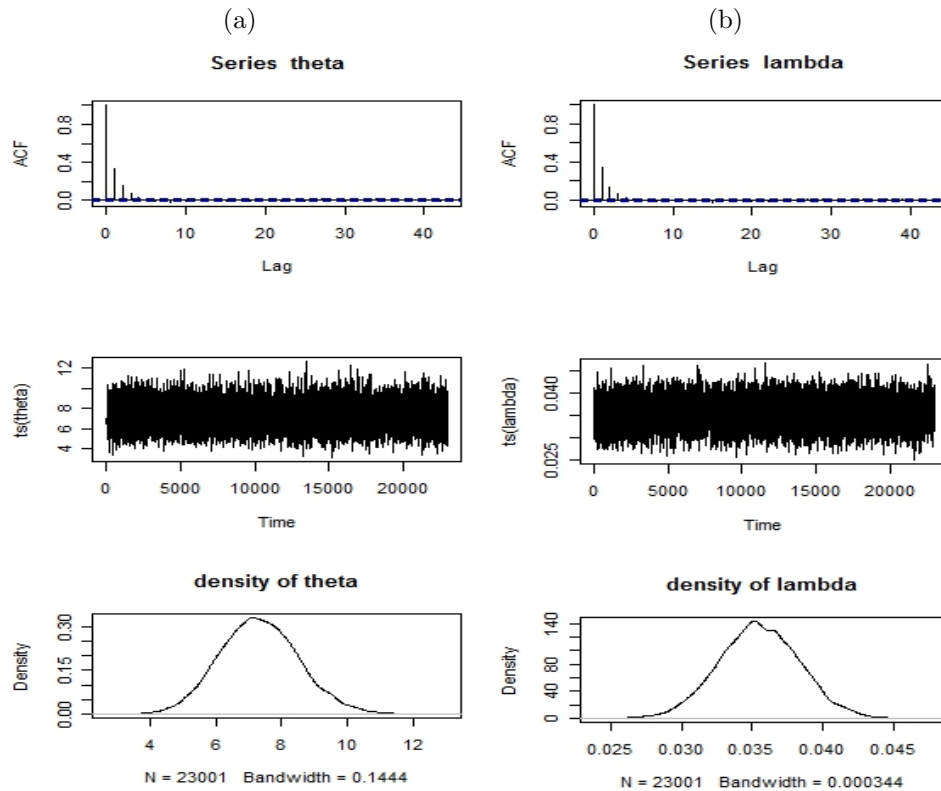 (a)
Series theta
ACF
0.0 0.4 0.8
0 10 20 30 40
Lag
ts(theta)
4 6 8 12
0 5000 10000 15000 20000
Time
density of theta
Density
0.00 0.15 0.30
4 6 8 10 12
N = 23001 Bandwidth = 0.1444
(b)
Series lambda
ACF
0.0 0.4 0.8
0 10 20 30 40
Lag
ts(lambda)
0.025 0.040
0 5000 10000 15000 20000
Time
density of lambda
Density
0 40 80 140
0.025 0.030 0.035 0.040 0.045
N = 23001 Bandwidth = 0.000344